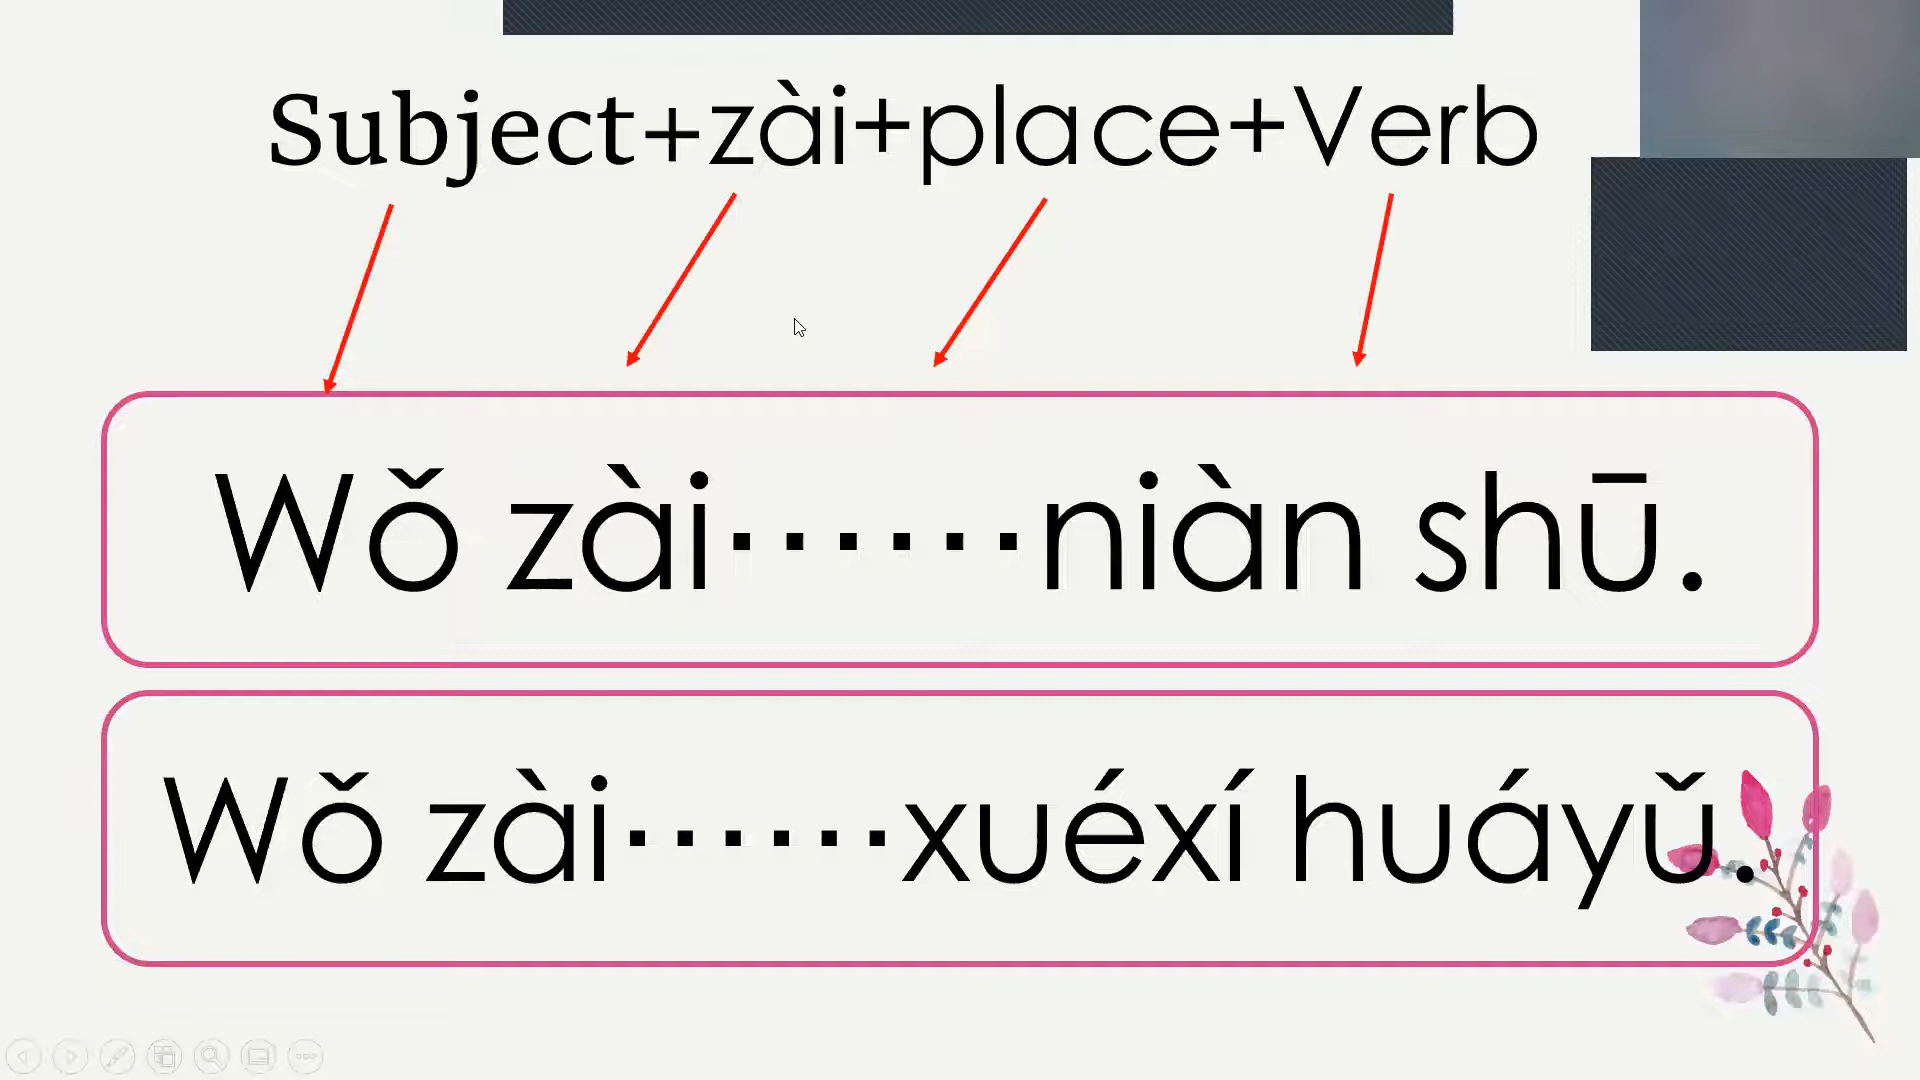 Subject+zài+place+Verb
Wǒ zài······niàn shū.
Wǒ zài······xuéxí huáyǔ.